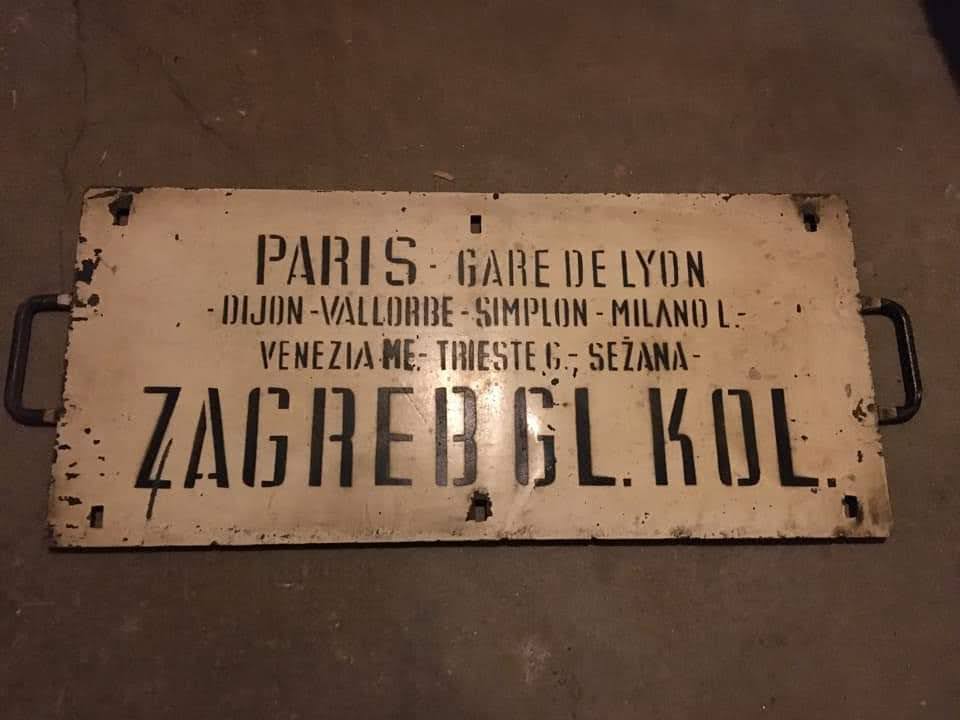 PARIS - GARE DE LYON
- DIJON - VALLORBE - SIMPLON - MILANO L. -
VENEZIA ME. - TRIESTE C. - SEŽANA -
ZAGREB GL. KOL.